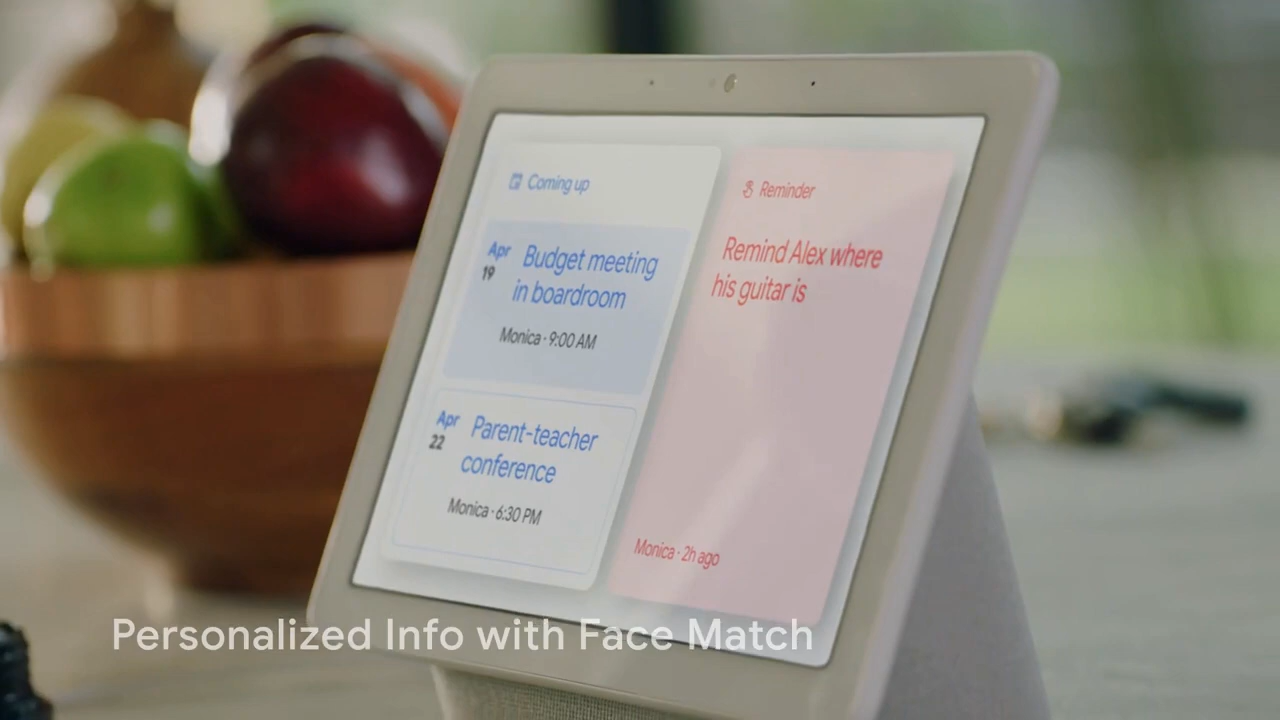 Coming up
Apr
19
Budget meeting
in boardroom
Monica · 9:00 AM
Apr
22
Parent-teacher
conference
Monica · 6:30 PM
Reminder
Remind Alex where
his guitar is
Monica · 2h ago
Personalized Info with Face Match